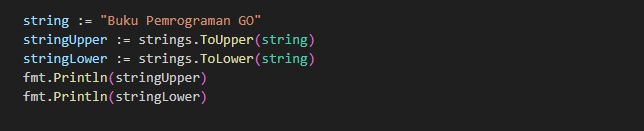 string := "Buku Pemrograman GO"
stringUpper := strings.ToUpper(string)
stringLower := strings.ToLower(string)
fmt.Println(stringUpper)
fmt.Println(stringLower)